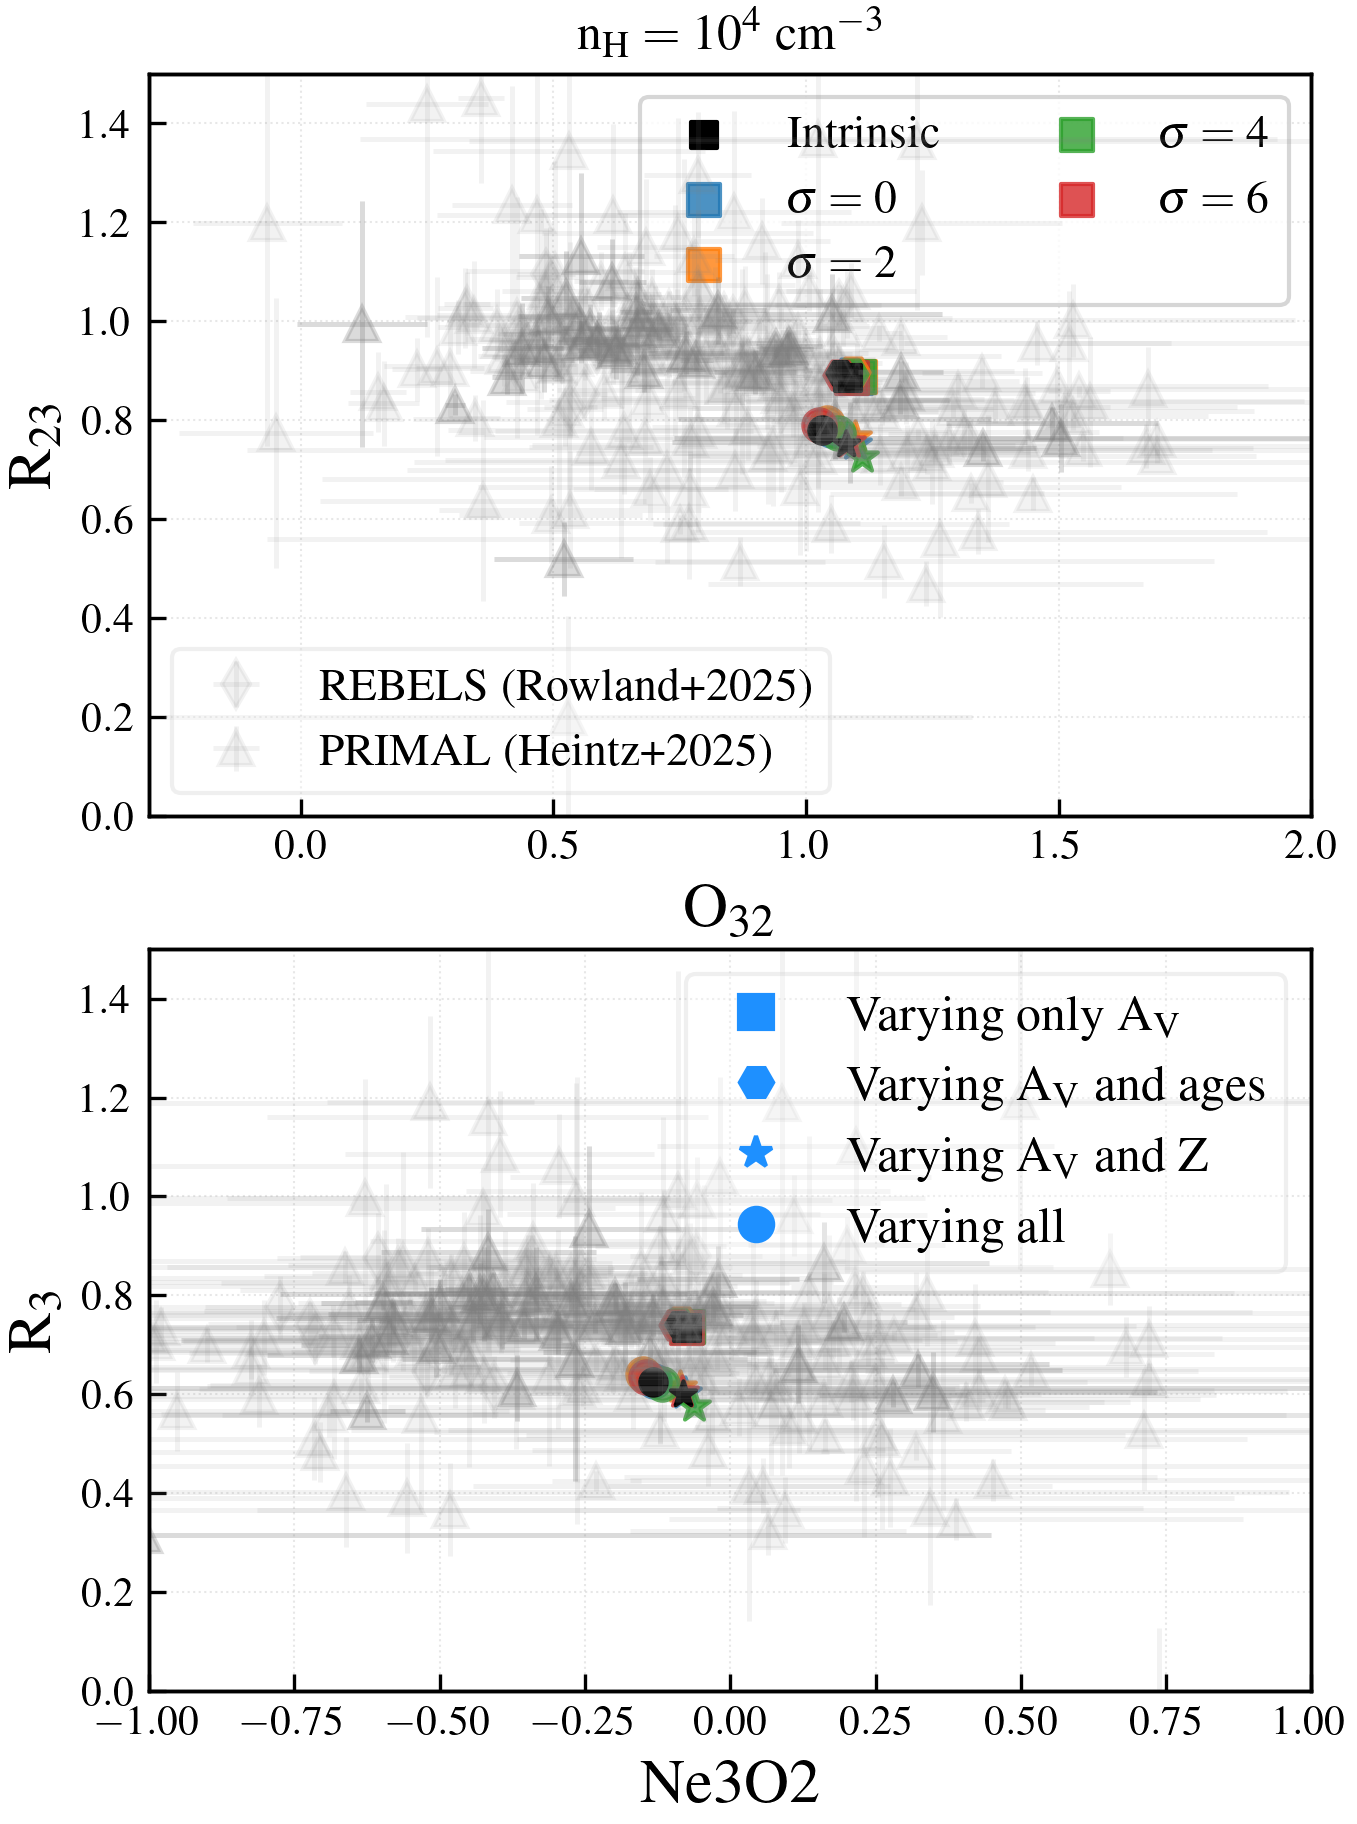 n_H = 10^4 cm^−3
1.4
1.2
1.0
0.8
0.6
0.4
0.2
0.0
R_23
Intrinsic
σ = 0
σ = 2
σ = 4
σ = 6
REBELS (Rowland+2025)
PRIMAL (Heintz+2025)
0.0 0.5 1.0 1.5 2.0
O_32
1.4
1.2
1.0
0.8
0.6
0.4
0.2
0.0
R_3
Varying only A_V
Varying A_V and ages
Varying A_V and Z
Varying all
−1.00 −0.75 −0.50 −0.25 0.00 0.25 0.50 0.75 1.00
Ne3O2